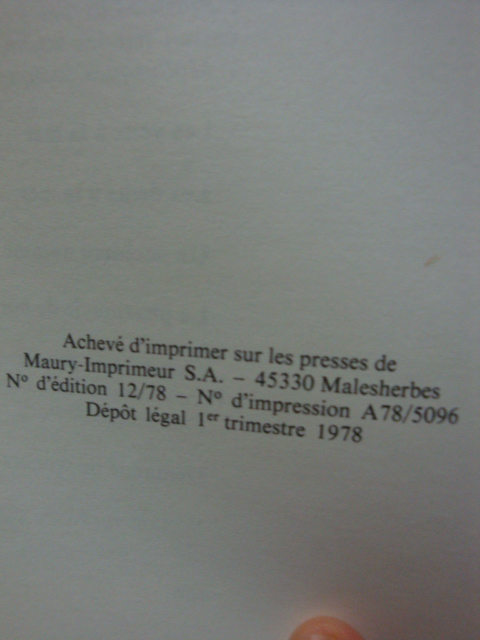 Achevé d'imprimer sur les presses de
Maury-Imprimeur S.A. – 45330 Malesherbes
N° d'édition 12/78 – N° d'impression A78/5096
Dépôt légal 1er trimestre 1978